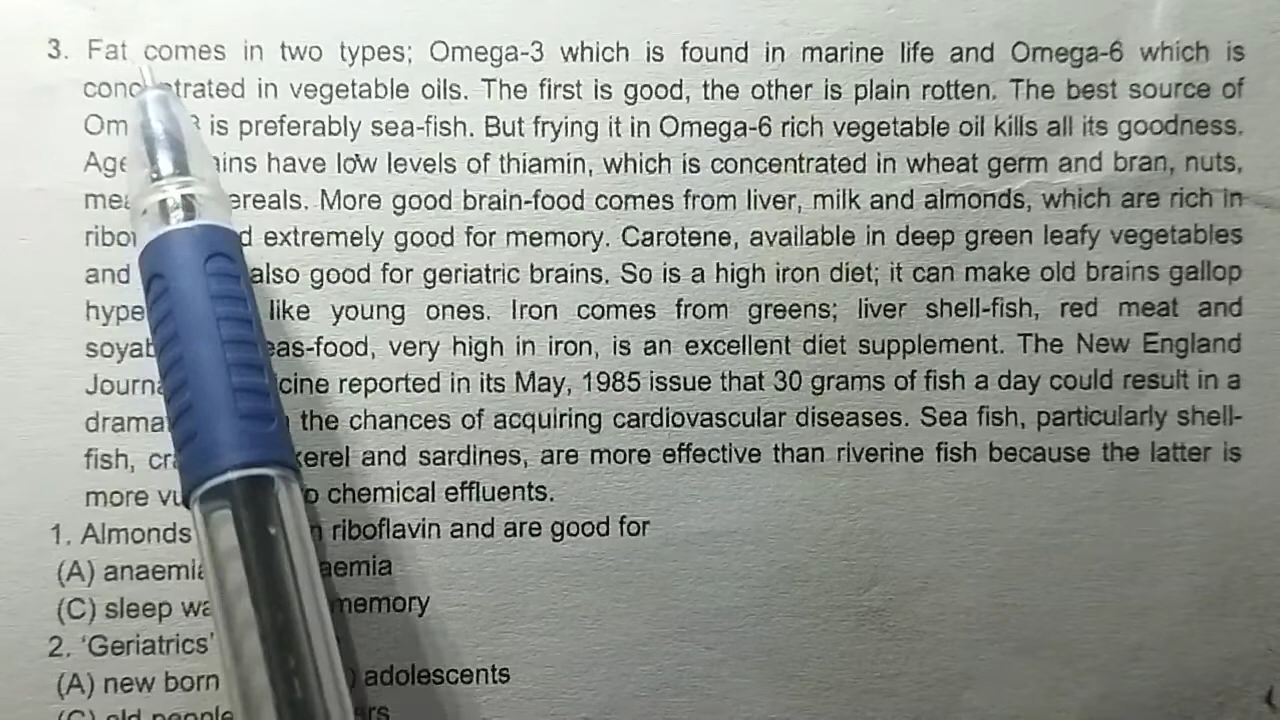 3. Fat comes in two types; Omega-3 which is found in marine life and Omega-6 which is
trated in vegetable oils. The first is good, the other is plain rotten. The best source of
is preferably sea-fish. But frying it in Omega-6 rich vegetable oil kills all its goodness.
have low levels of thiamin, which is concentrated in wheat germ and bran, nuts,
ereals. More good brain-food comes from liver, milk and almonds, which are rich in
extremely good for memory. Carotene, available in deep green leafy vegetables
and also good for geriatric brains. So is a high iron diet; it can make old brains gallop
like young ones. Iron comes from greens; liver shell-fish, red meat and
eas-food, very high in iron, is an excellent diet supplement. The New England
reported in its May, 1985 issue that 30 grams of fish a day could result in a
the chances of acquiring cardiovascular diseases. Sea fish, particularly shell-
fish, kerel and sardines, are more effective than riverine fish because the latter is
more chemical effluents.
1. Almonds riboflavin and are good for
(A) anaemia aemia
(C) sleep memory
2. 'Geriatrics'
(A) new born adolescents
(C) old people